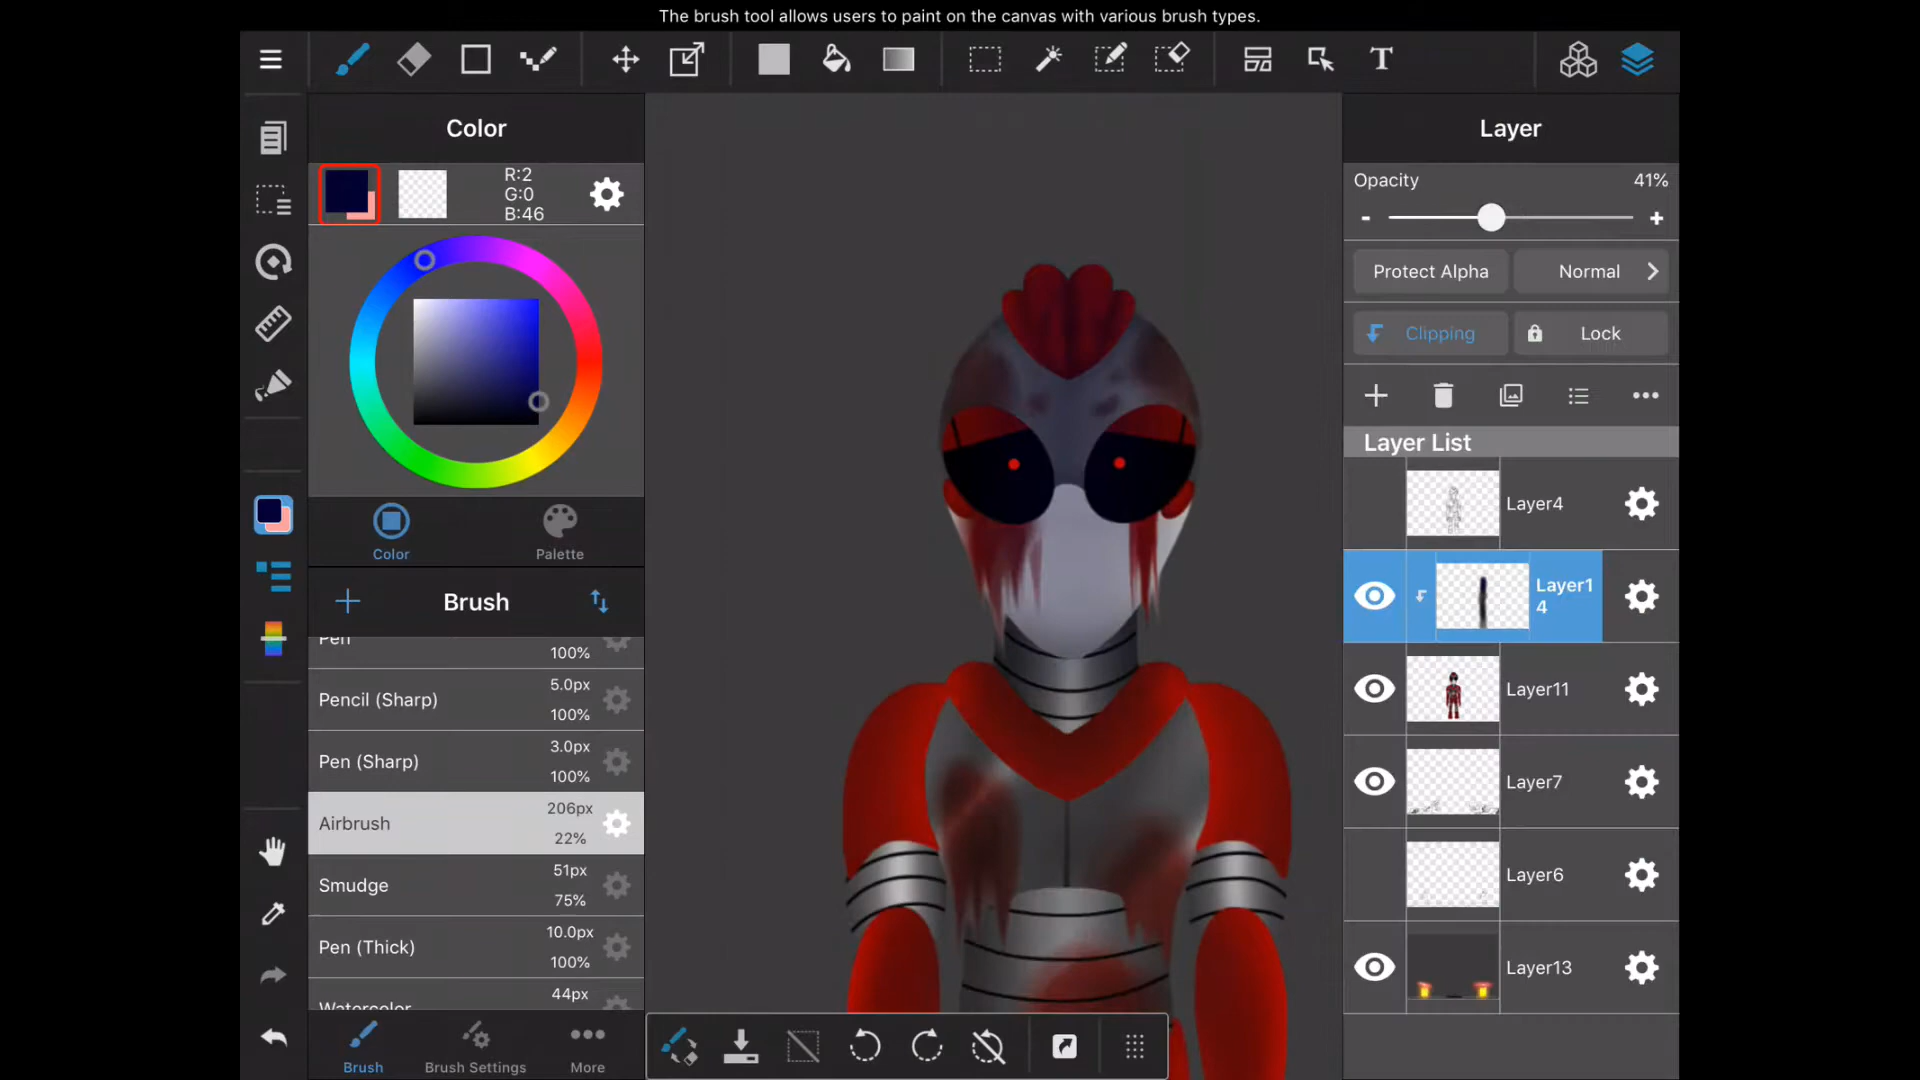 The brush tool allows users to paint on the canvas with various brush types.
T
Color
Layer
R:2
G:0
B:46
Opacity
41%
-
+
Protect Alpha
Normal
Clipping
Lock
Layer List
Layer4
Color
Palette
Layer1
4
Brush
Pen
100%
Layer11
Pencil (Sharp)
5.0px
100%
Pen (Sharp)
3.0px
100%
Layer7
Airbrush
206px
22%
Smudge
51px
75%
Layer6
Pen (Thick)
10.0px
100%
Layer13
Watercolor
44px
Brush
Brush Settings
More